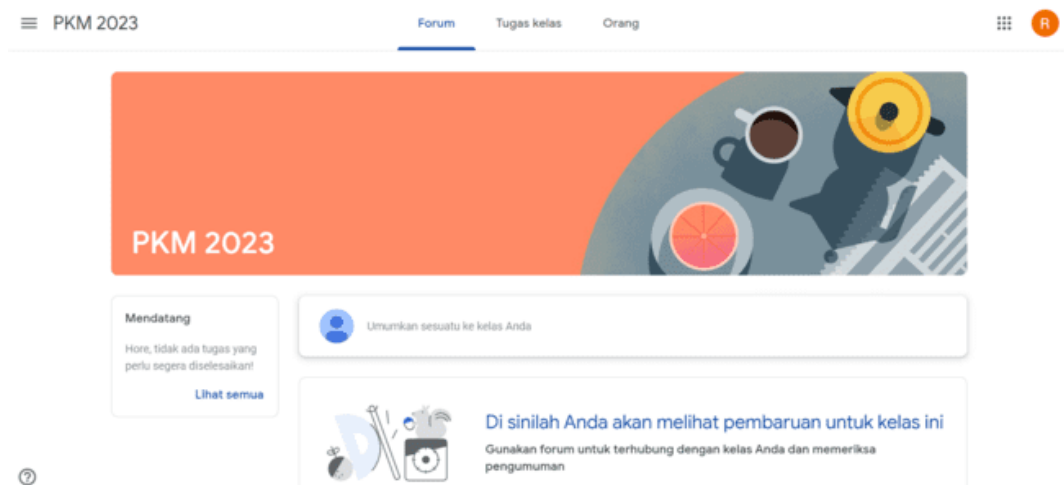 PKM 2023
Forum Tugas kelas Orang
R
PKM 2023
Mendatang
Hore, tidak ada tugas yang
perlu segera diselesaikan!
Lihat semua
Umumkan sesuatu ke kelas Anda
Di sinilah Anda akan melihat pembaruan untuk kelas ini
Gunakan forum untuk terhubung dengan kelas Anda dan memeriksa
pengumuman